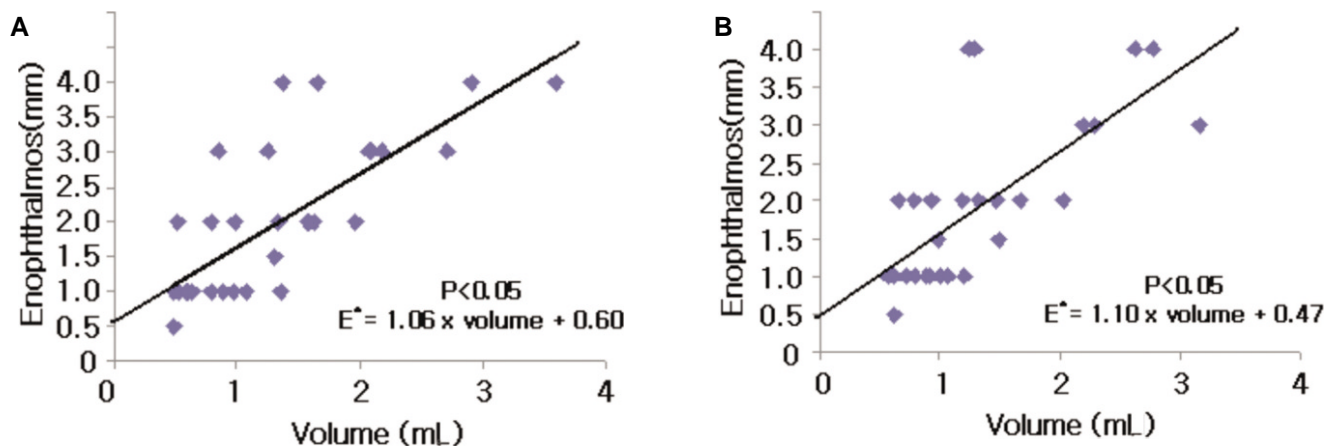 A
Enophthalmos(mm)
4.0
3.5
3.0
2.5
2.0
1.5
1.0
0.5
0
P<0.05
E* = 1.06 x volume + 0.60
0 1 2 3 4
Volume (mL)
B
Enophthalmos(mm)
4.0
3.5
3.0
2.5
2.0
1.5
1.0
0.5
0
P<0.05
E* = 1.10 x volume + 0.47
0 1 2 3 4
Volume (mL)